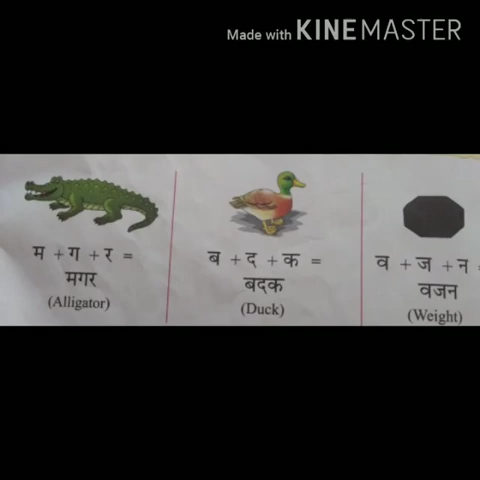 Made with KINEMASTER
म + ग + र =
मगर
(Alligator)
ब + द + क =
बदक
(Duck)
व + ज + न =
वजन
(Weight)